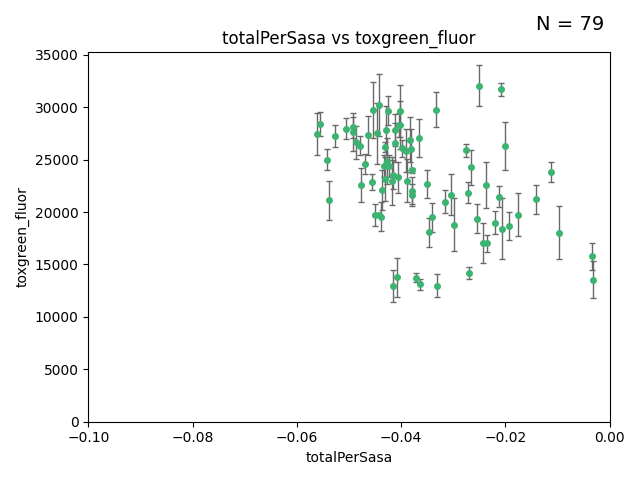 N = 79
totalPerSasa vs toxgreen_fluor
35000
30000
25000
20000
15000
10000
5000
0
toxgreen_fluor
−0.10 −0.08 −0.06 −0.04 −0.02 0.00
totalPerSasa